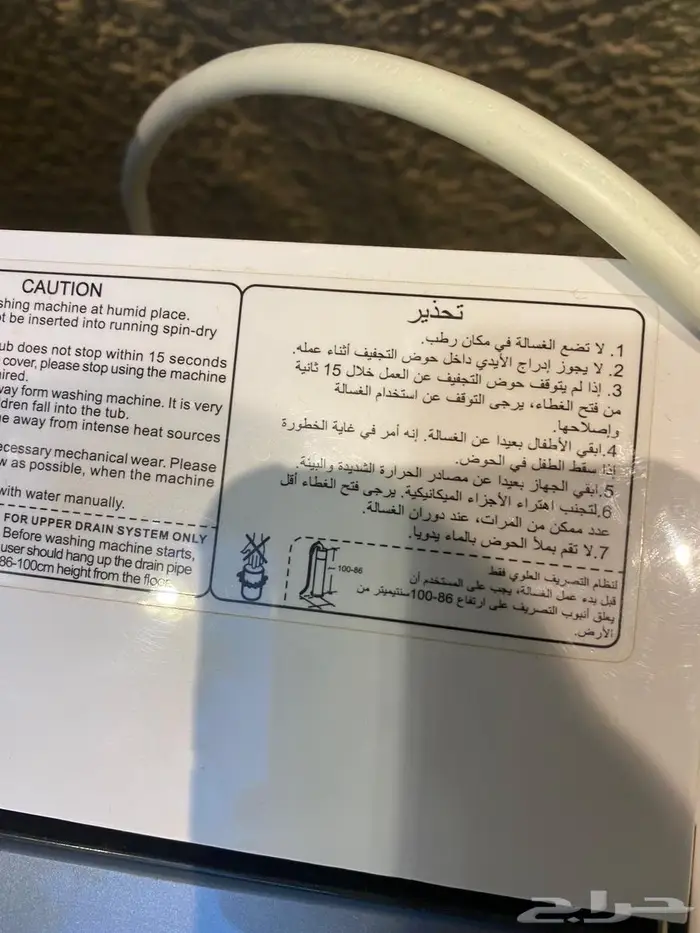 CAUTION
shing machine at humid place.
ot be inserted into running spin-dry
ub does not stop within 15 seconds
cover, please stop using the machine
ired.
way form washing machine. It is very
dren fall into the tub.
e away from intense heat sources
ecessary mechanical wear. Please
w as possible, when the machine
with water manually.
FOR UPPER DRAIN SYSTEM ONLY
Before washing machine starts,
user should hang up the drain pipe
86-100cm height from the floor
تحذير
1. لا تضع الغسالة في مكان رطب.
2. لا يجوز إدراج الأيدي داخل حوض التجفيف أثناء عمله.
3. إذا لم يتوقف حوض التجفيف عن العمل خلال 15 ثانية
من فتح الغطاء، يرجى التوقف عن استخدام الغسالة
وإصلاحها.
4.ابقي الأطفال بعيدا عن الغسالة. إنه أمر في غاية الخطورة
إذا سقط الطفل في الحوض.
5.ابقي الجهاز بعيدا عن مصادر الحرارة الشديدة والبيئة.
6.لتجنب اهتراء الأجزاء الميكانيكية. يرجى فتح الغطاء أقل
عدد ممكن من المرات، عند دوران الغسالة.
7. لا تقم بملأ الحوض بالماء يدوياً.
100-86
لنظام التصريف العلوي فقط
قبل بدء عمل الغسالة، يجب على المستخدم أن
يعلق أنبوب التصريف على ارتفاع 86-100سنتيميتر من
الأرض.
حراج